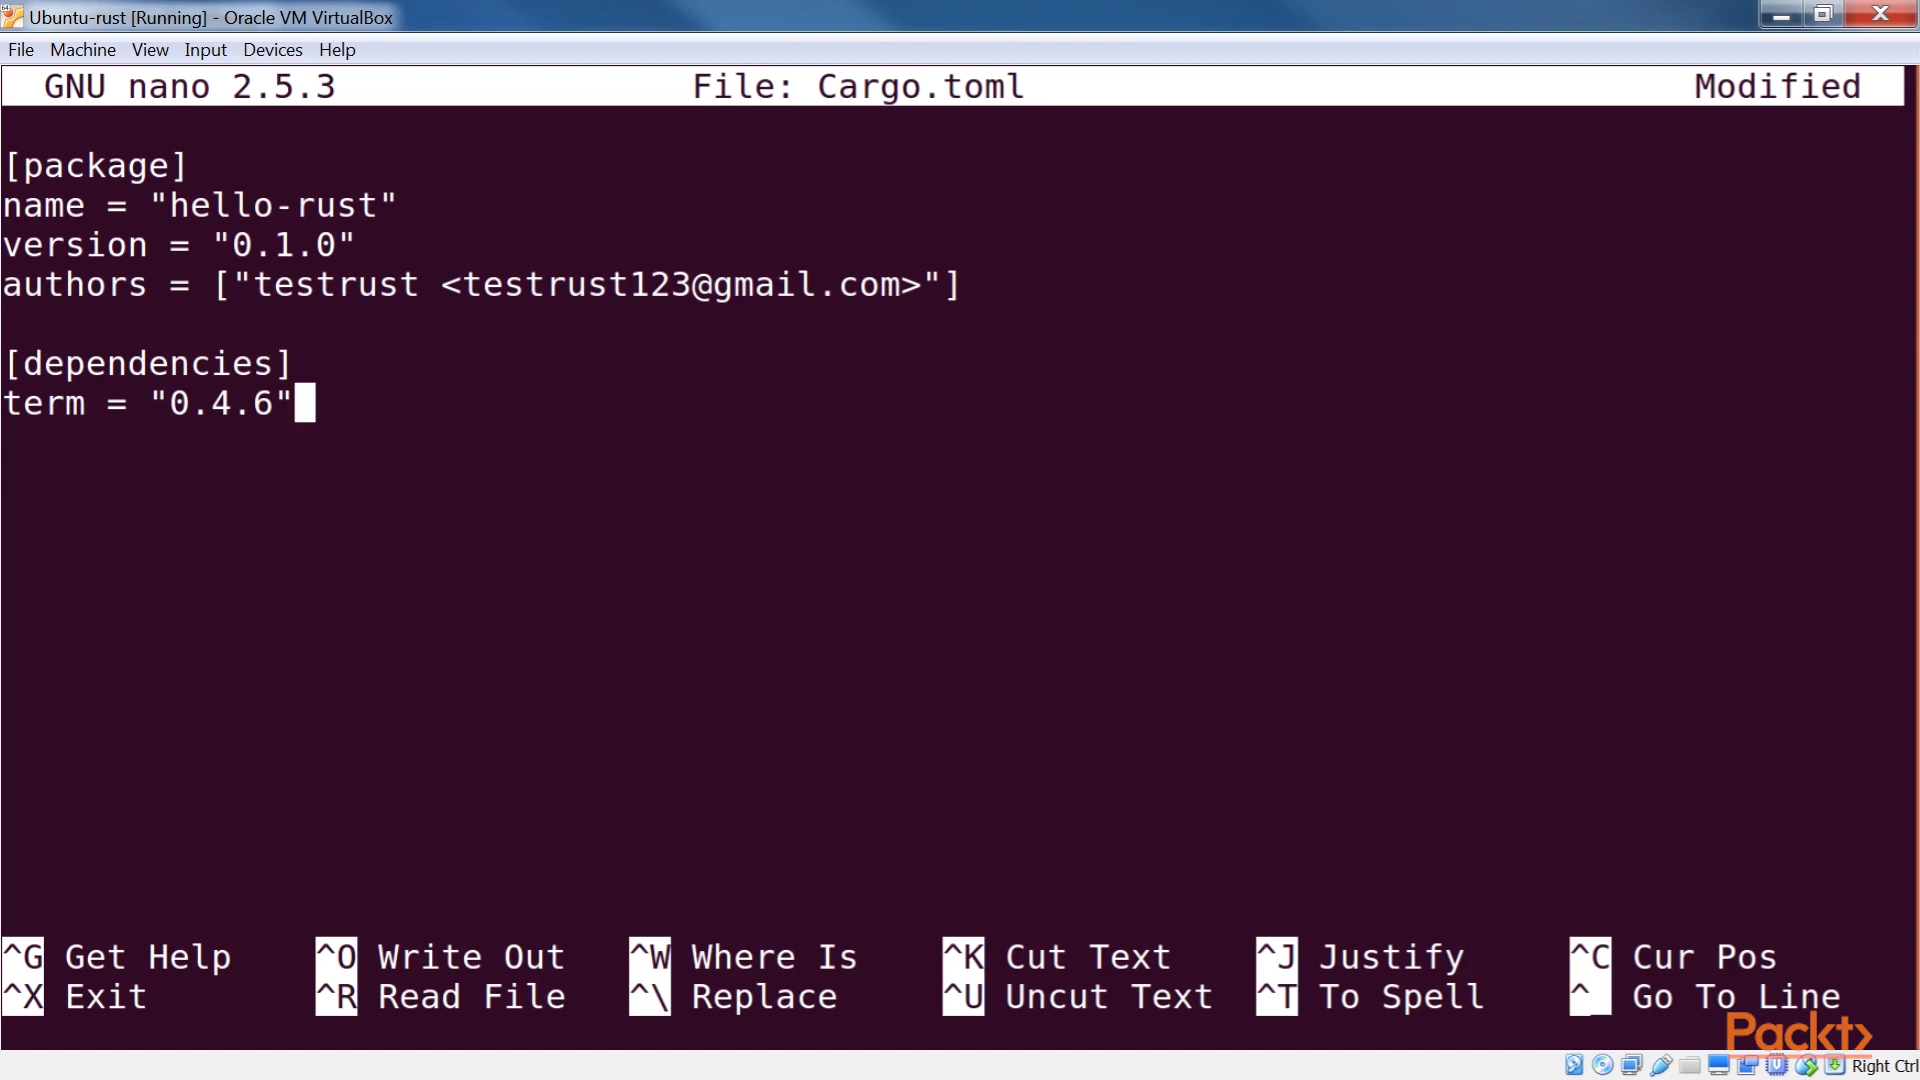 Ubuntu-rust [Running] - Oracle VM VirtualBox
File Machine View Input Devices Help
GNU nano 2.5.3 File: Cargo.toml Modified
[package]
name = "hello-rust"
version = "0.1.0"
authors = ["testrust <testrust123@gmail.com>"]
[dependencies]
term = "0.4.6"
^G Get Help ^O Write Out ^W Where Is ^K Cut Text ^J Justify ^C Cur Pos
^X Exit ^R Read File ^\ Replace ^U Uncut Text ^T To Spell ^_ Go To Line
Packt>
Right Ctrl